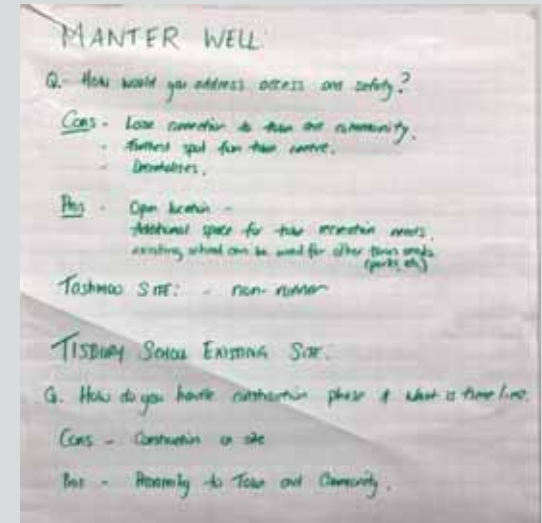 MANTER WELL
Q. - How would you address access and safety?
Cons - Lose connection to town and community.
- furthest spot from town centre.
-
Pros - Open location -
Additional space for town recreation needs.
existing school can be used for other town needs
(parks, etc)
Tashmoo SITE: - non-runner
TISBURY SCHOOL EXISTING SITE.
Q. How do you handle construction phase & what is time line.
Cons - Construction on site
Pros - Proximity to Town and Community.